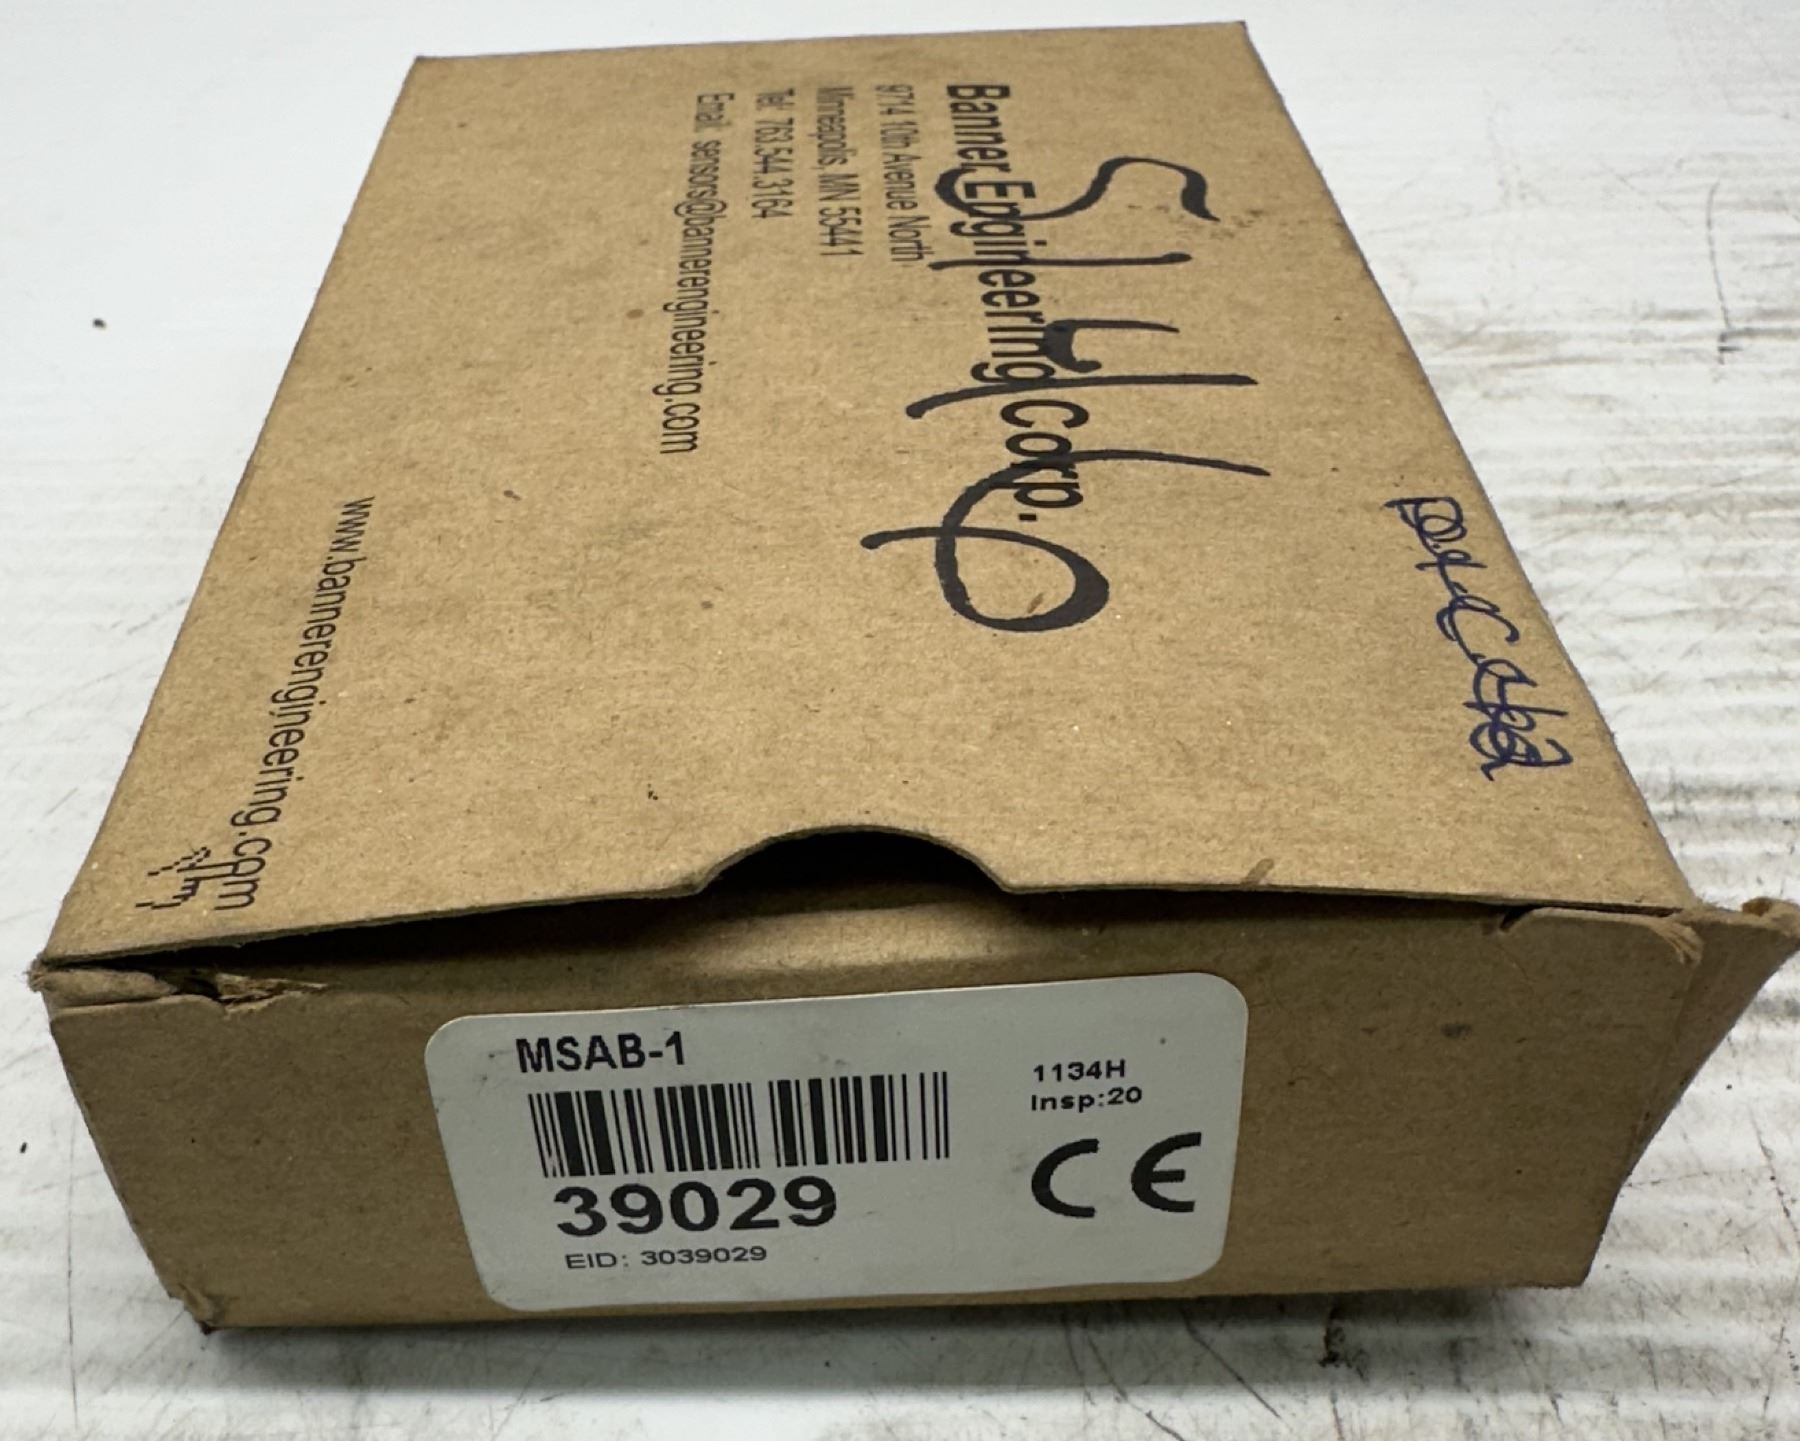 Banner Engineering Corp.
9714 10th Avenue North
Minneapolis, MN 55441
Tel: 763.544.3164
Email: sensors@bannerengineering.com
www.bannerengineering.com
MSAB-1
1134H
Insp:20
CE
39029
EID: 3039029